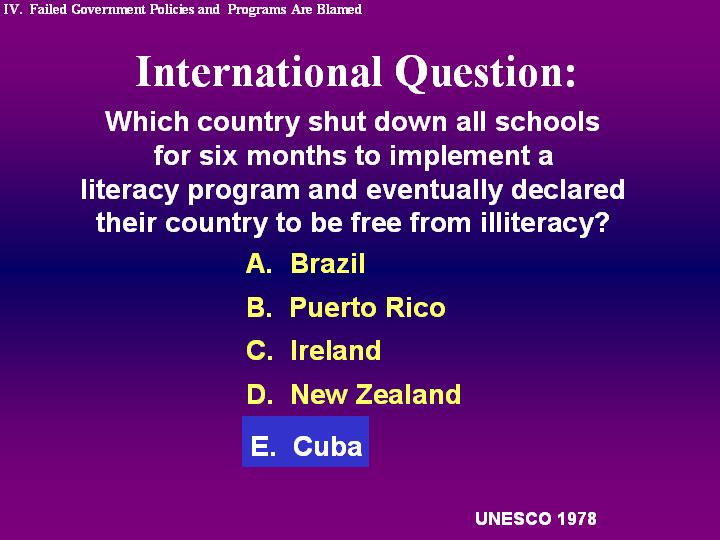 IV.  Failed Government Policies and  Programs Are Blamed
International Question:
Which country shut down all schools
for six months to implement a
literacy program and eventually declared
their country to be free from illiteracy?
A.  Brazil
B.  Puerto Rico
C.  Ireland
D.  New Zealand
E.  Cuba
UNESCO 1978